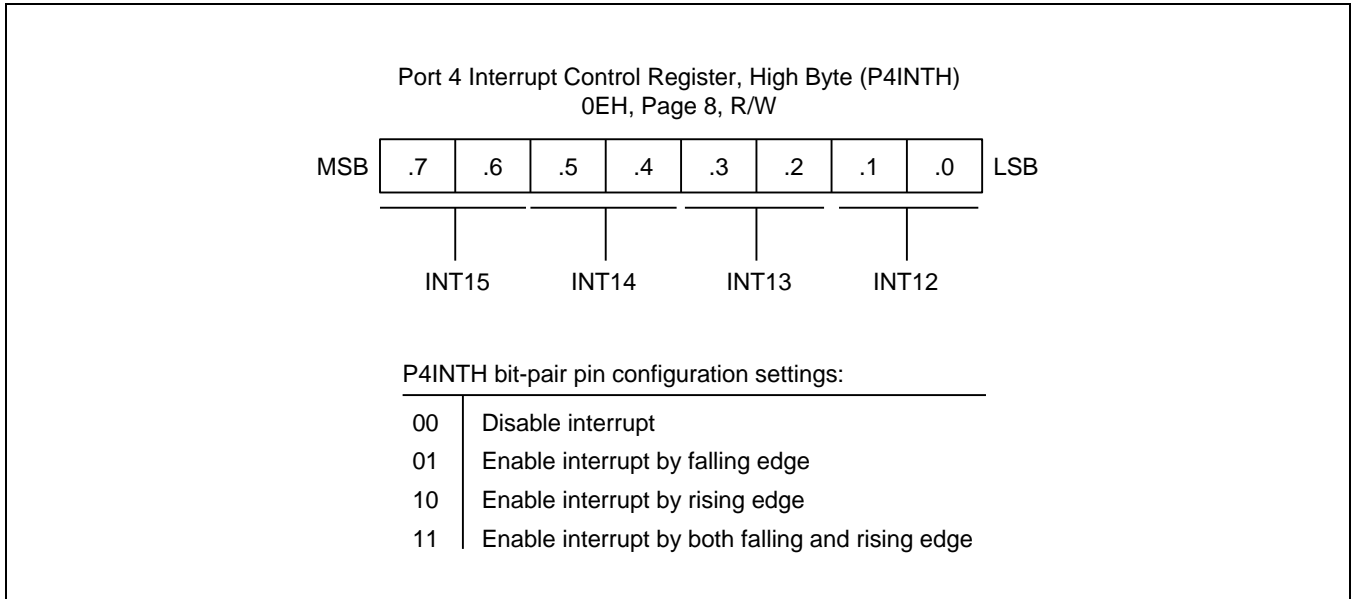 Port 4 Interrupt Control Register, High Byte (P4INTH)
0EH, Page 8, R/W
MSB .7 .6 .5 .4 .3 .2 .1 .0 LSB
INT15 INT14 INT13 INT12
P4INTH bit-pair pin configuration settings:
00 Disable interrupt
01 Enable interrupt by falling edge
10 Enable interrupt by rising edge
11 Enable interrupt by both falling and rising edge